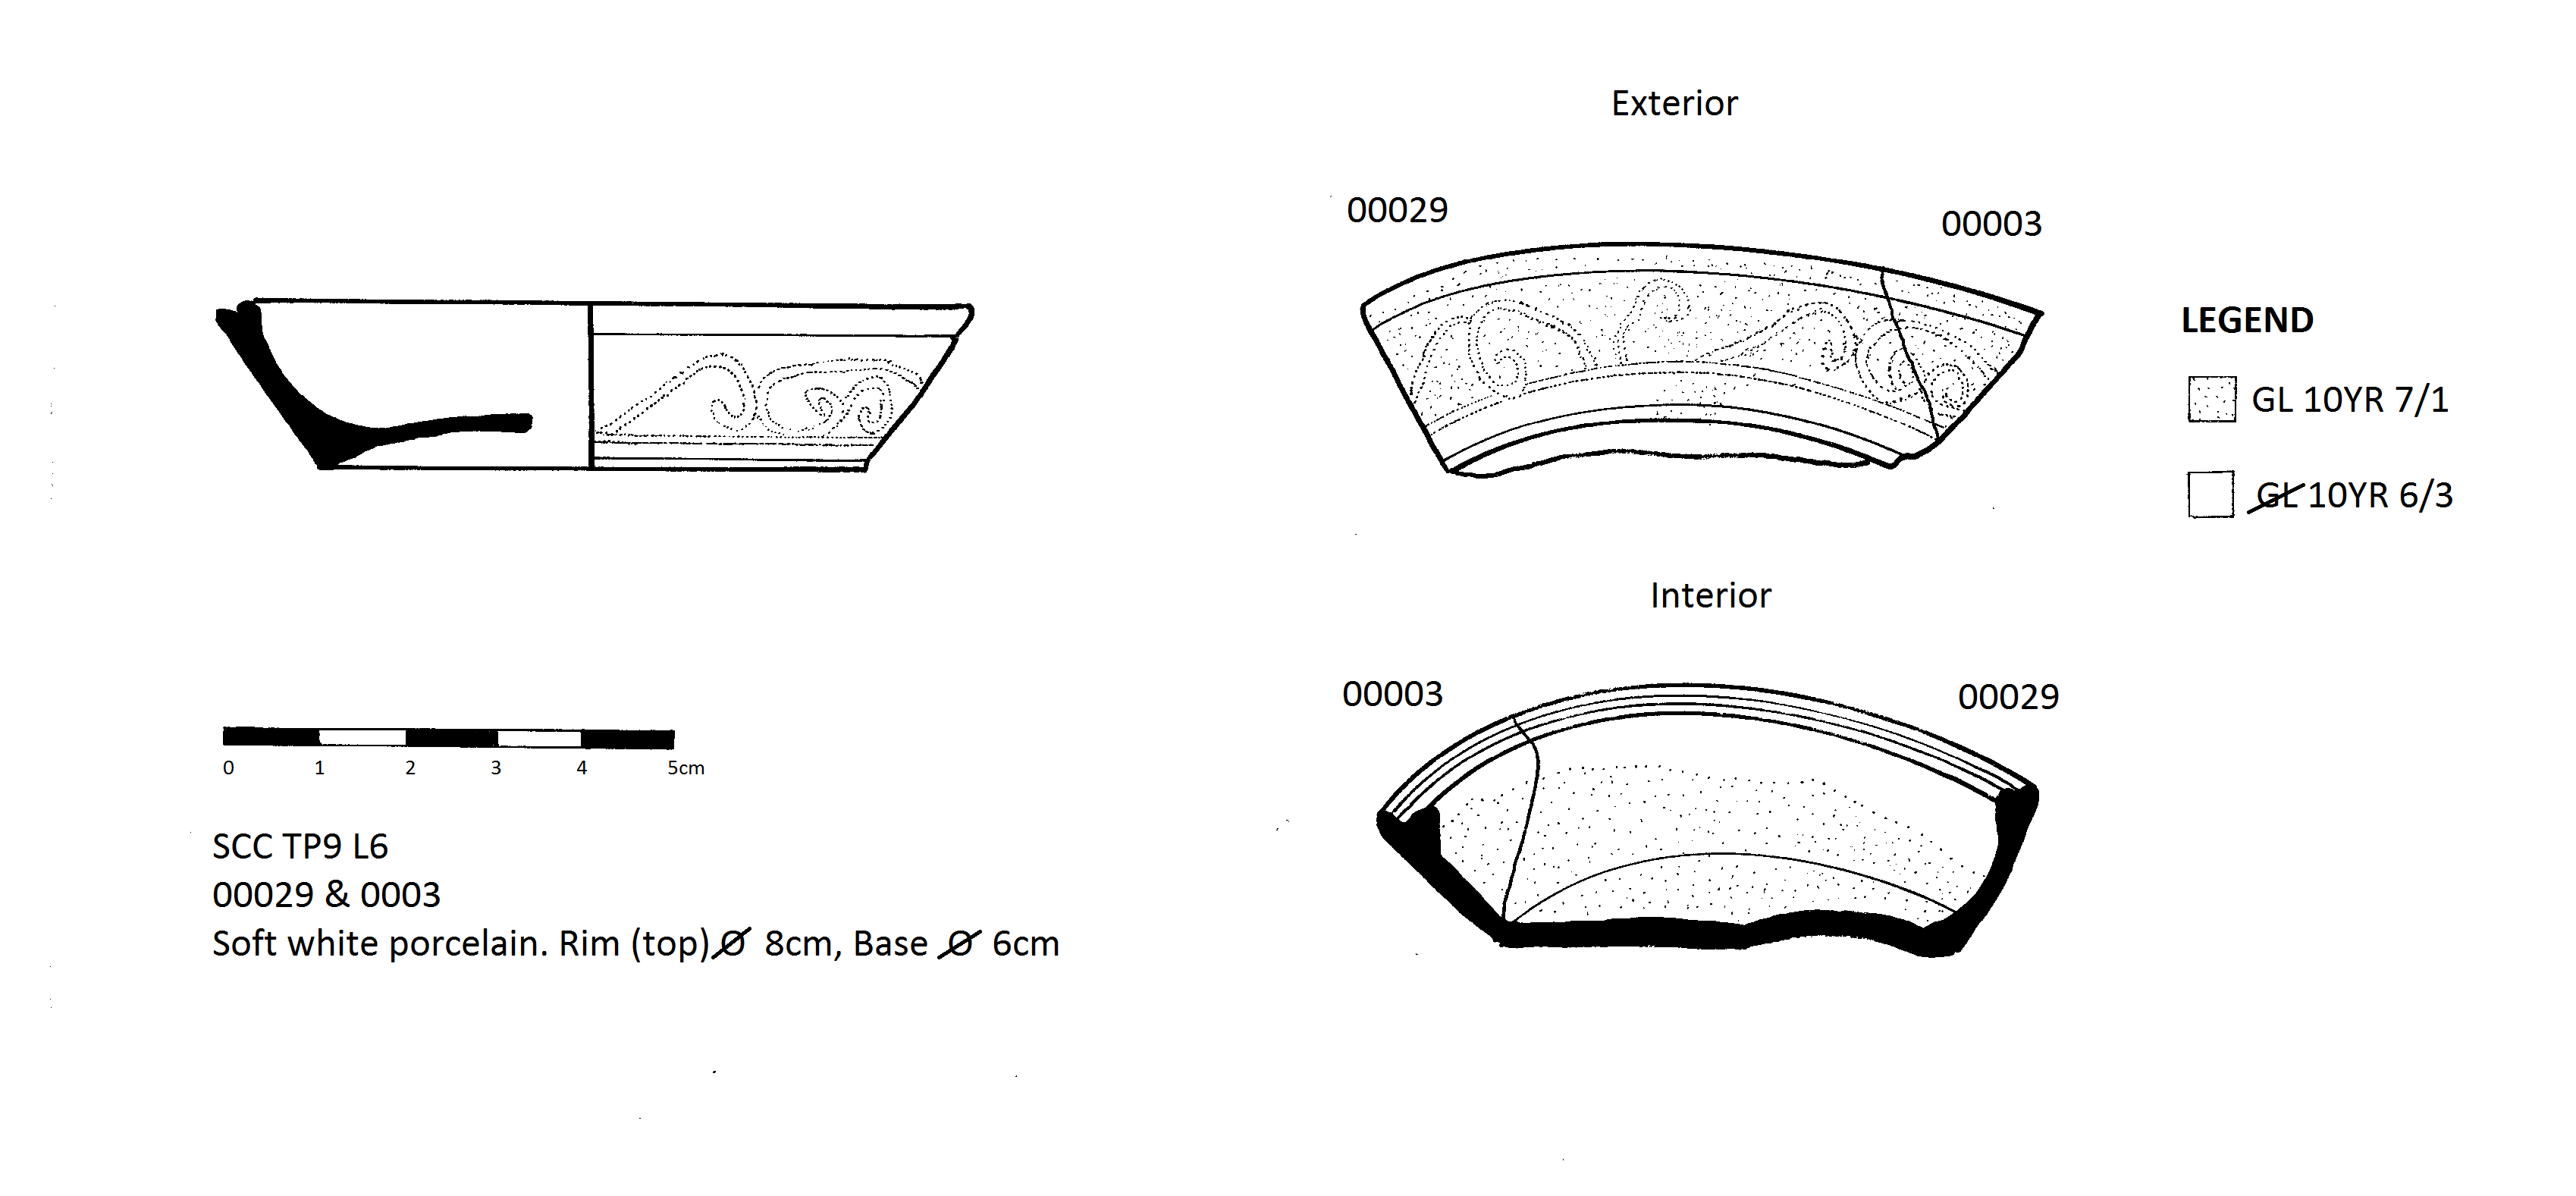 Exterior
00029
00003
LEGEND
GL 10YR 7/1
GL 10YR 6/3
Interior
00003
00029
0 1 2 3 4 5cm
SCC TP9 L6
00029 & 0003
Soft white porcelain. Rim (top) Ø 8cm, Base Ø 6cm